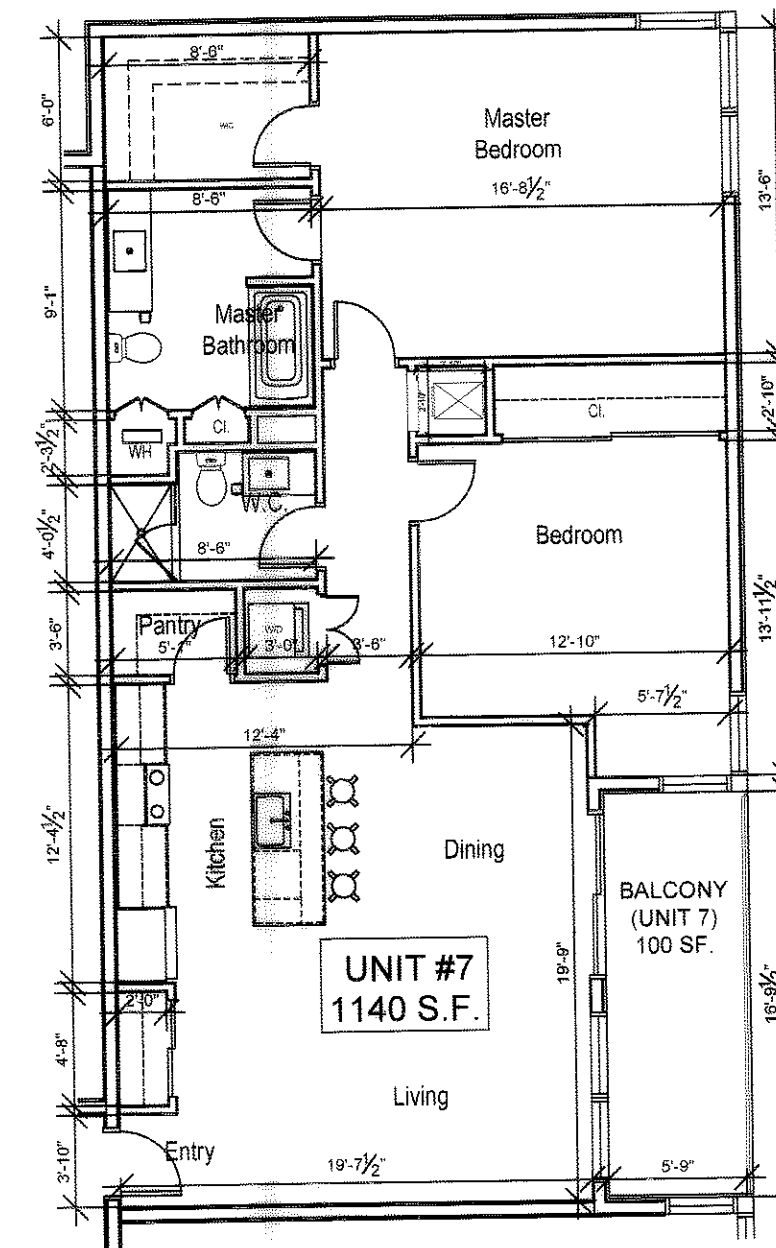 8'-6"
6'-0"
WIC
Master
Bedroom
16'-8½"
13'-6"
8'-6"
9'-1"
Master
Bathroom
2'-10"
2'-10"
Cl.
Cl.
WH
2'-3½"
W.C.
4'-0½"
8'-6"
Bedroom
13'-11½"
3'-6"
Pantry
W/D
5'-1"
3'-0"
3'-6"
12'-10"
5'-7½"
12'-4"
12'-4½"
Kitchen
Dining
BALCONY
(UNIT 7)
100 SF.
19'-9"
16'-9½"
UNIT #7
1140 S.F.
2'-0"
4'-8"
Living
Entry
3'-10"
19'-7½"
5'-9"